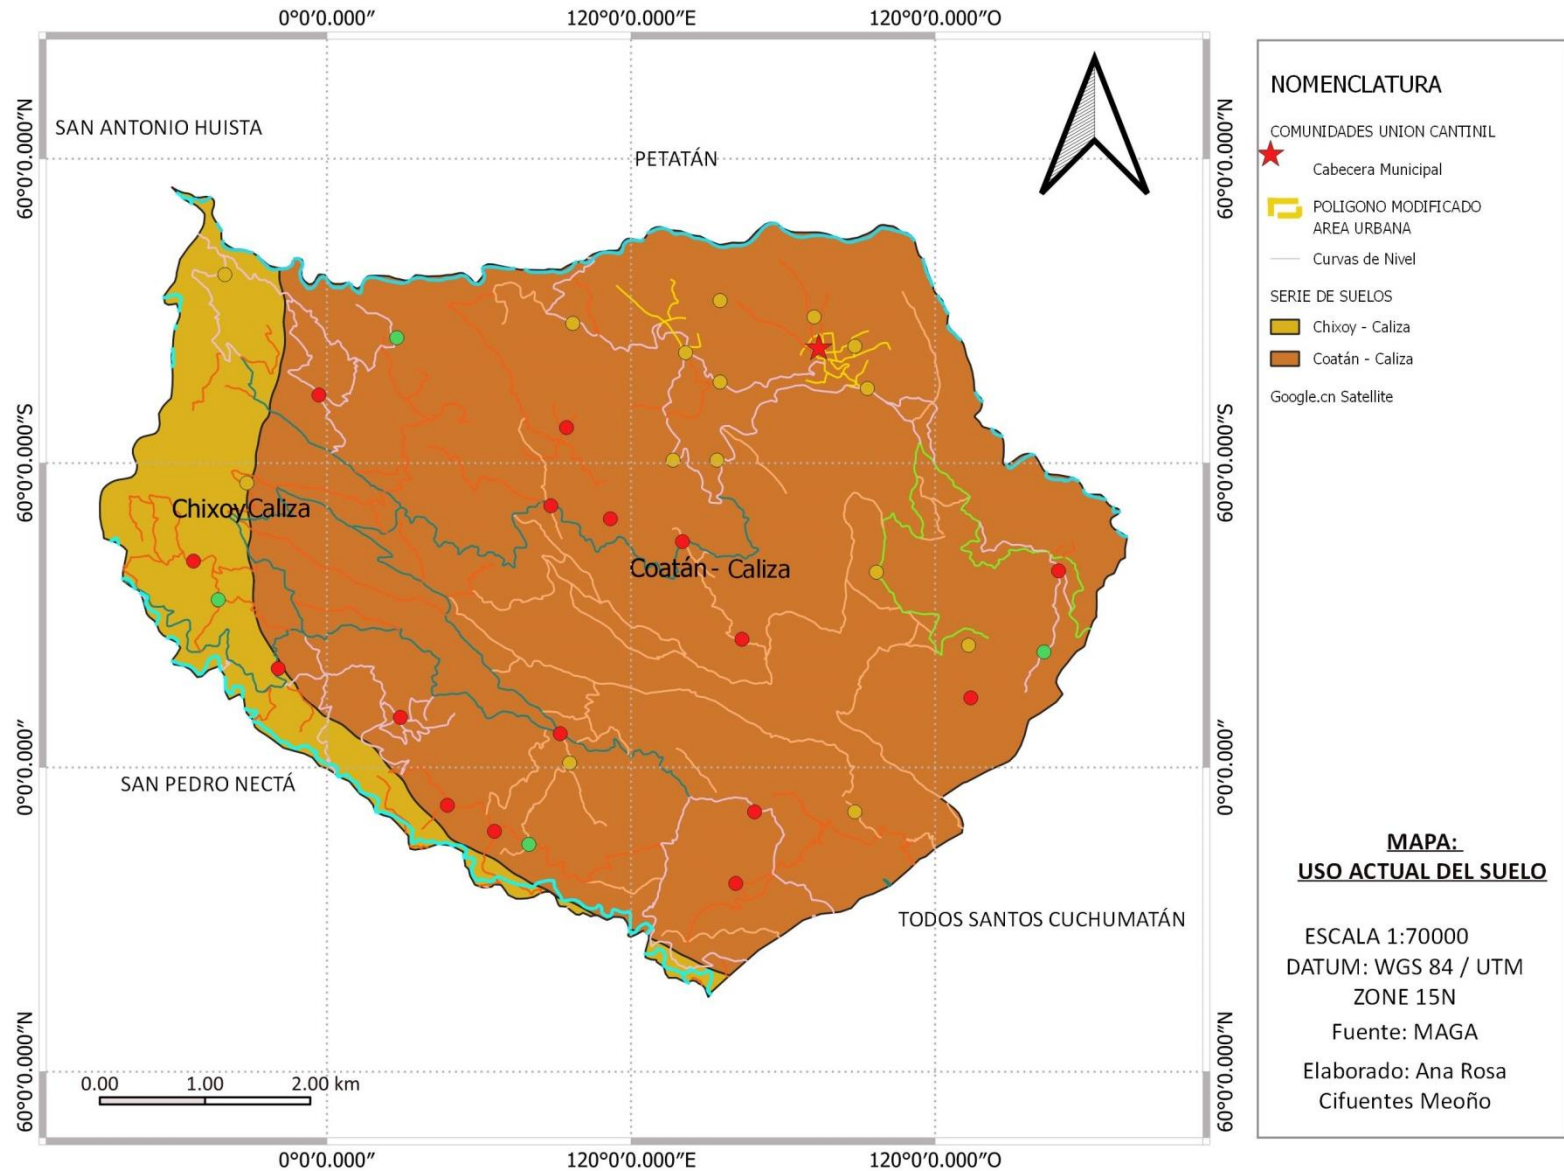 0°0'0.000″ 120°0'0.000″E 120°0'0.000″O
60°0'0.000″N
60°0'0.000″S
0°0'0.000″
60°0'0.000″N
SAN ANTONIO HUISTA
PETATÁN
Chixoy Caliza
Coatán - Caliza
SAN PEDRO NECTÁ
TODOS SANTOS CUCHUMATÁN
0.00 1.00 2.00 km
60°0'0.000″N
60°0'0.000″S
0°0'0.000″
60°0'0.000″N
0°0'0.000″ 120°0'0.000″E 120°0'0.000″O
NOMENCLATURA
COMUNIDADES UNION CANTINIL
Cabecera Municipal
POLIGONO MODIFICADO
AREA URBANA
Curvas de Nivel
SERIE DE SUELOS
Chixoy - Caliza
Coatán - Caliza
Google.cn Satellite
MAPA:
USO ACTUAL DEL SUELO
ESCALA 1:70000
DATUM: WGS 84 / UTM
ZONE 15N
Fuente: MAGA
Elaborado: Ana Rosa
Cifuentes Meoño